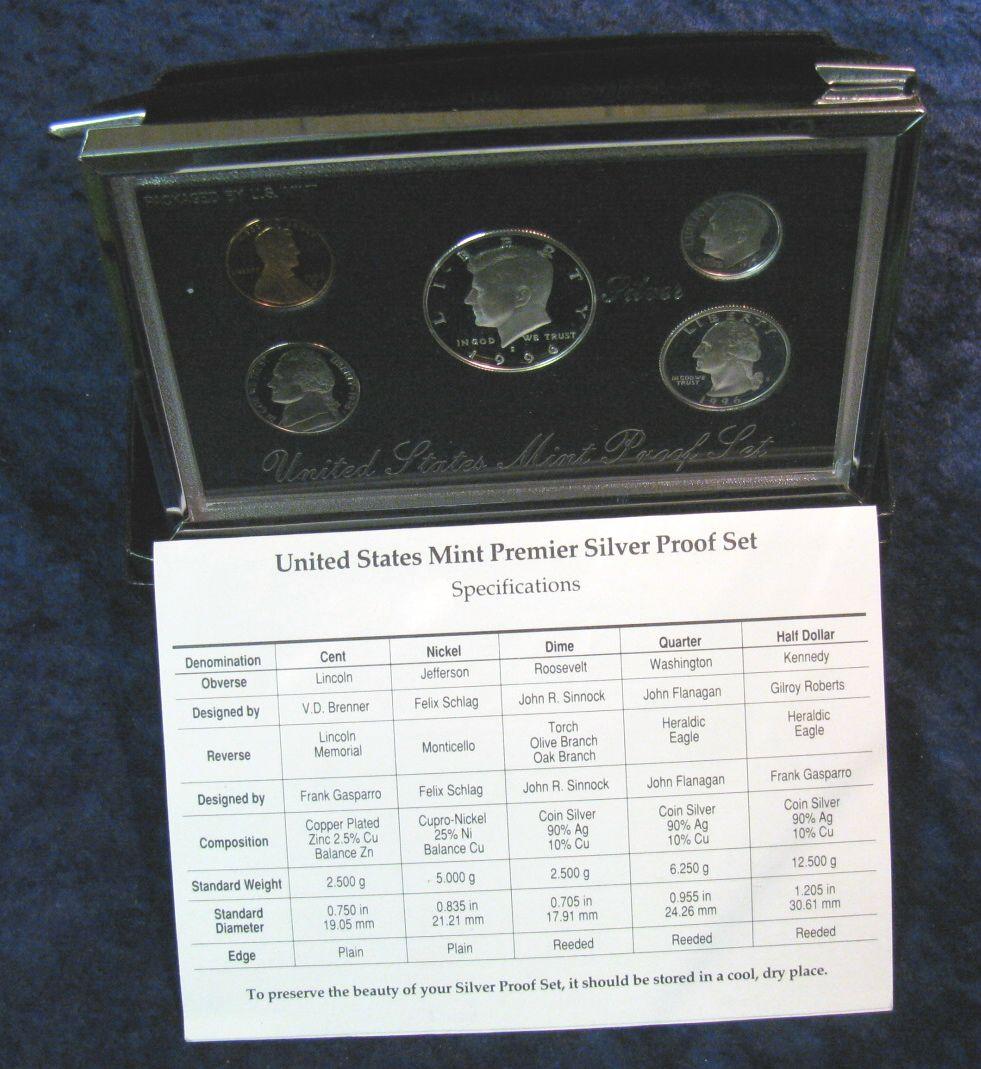 PACKAGED BY U.S. MINT
LIBERTY
IN GOD WE TRUST
S
1996
Silver
LIBERTY
IN GOD WE
TRUST
1996
United States Mint Proof Set
United States Mint Premier Silver Proof Set
Specifications
Denomination Cent Nickel Dime Quarter Half Dollar
Obverse Lincoln Jefferson Roosevelt Washington Kennedy
Designed by V.D. Brenner Felix Schlag John R. Sinnock John Flanagan Gilroy Roberts
Reverse Lincoln Memorial Monticello Torch Olive Branch Oak Branch Heraldic Eagle Heraldic Eagle
Designed by Frank Gasparro Felix Schlag John R. Sinnock John Flanagan Frank Gasparro
Composition Copper Plated Zinc 2.5% Cu Balance Zn Cupro-Nickel 25% Ni Balance Cu Coin Silver 90% Ag 10% Cu Coin Silver 90% Ag 10% Cu Coin Silver 90% Ag 10% Cu
Standard Weight 2.500 g 5.000 g 2.500 g 6.250 g 12.500 g
Standard Diameter 0.750 in 19.05 mm 0.835 in 21.21 mm 0.705 in 17.91 mm 0.955 in 24.26 mm 1.205 in 30.61 mm
Edge Plain Plain Reeded Reeded Reeded
To preserve the beauty of your Silver Proof Set, it should be stored in a cool, dry place.